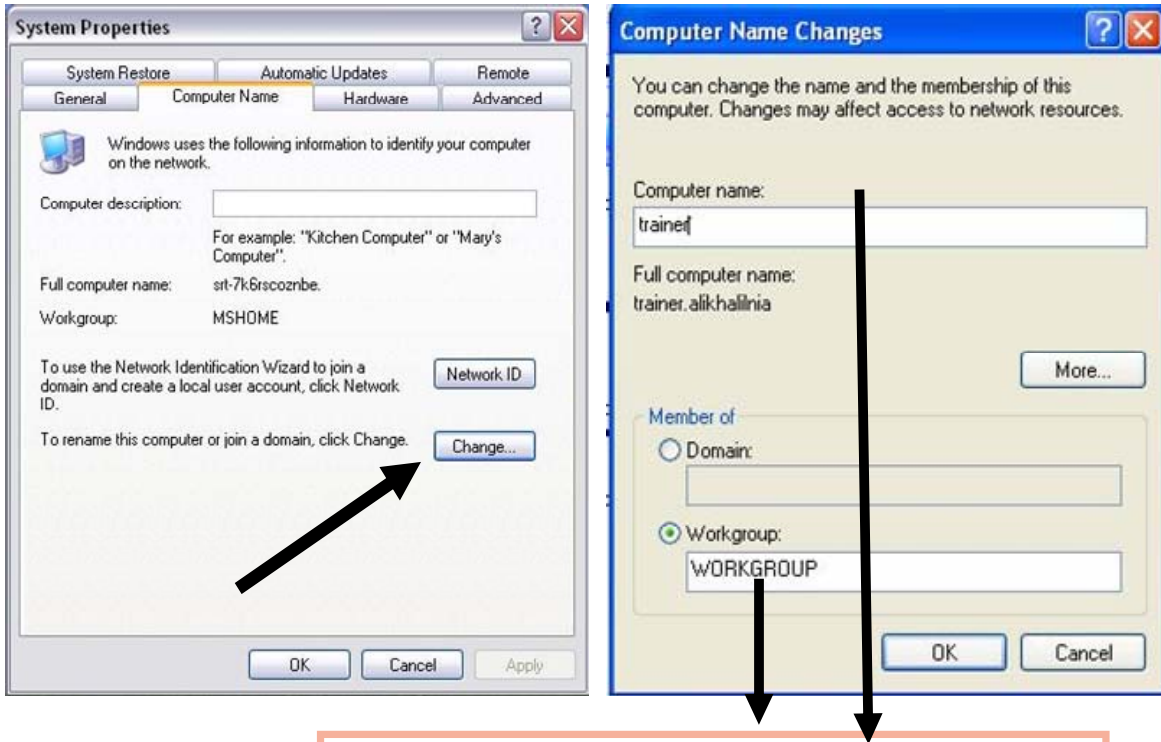 System Properties
System Restore Automatic Updates Remote
General Computer Name Hardware Advanced
Windows uses the following information to identify your computer
on the network.
Computer description:
For example: "Kitchen Computer" or "Mary's
Computer".
Full computer name: srt-7k6rscoznbe.
Workgroup: MSHOME
To use the Network Identification Wizard to join a
domain and create a local user account, click Network
ID.
Network ID
To rename this computer or join a domain, click Change.
Change...
OK Cancel Apply
Computer Name Changes
You can change the name and the membership of this
computer. Changes may affect access to network resources.
Computer name:
trainer
Full computer name:
trainer.alikhalilnia
More...
Member of
Domain:
Workgroup:
WORKGROUP
OK Cancel